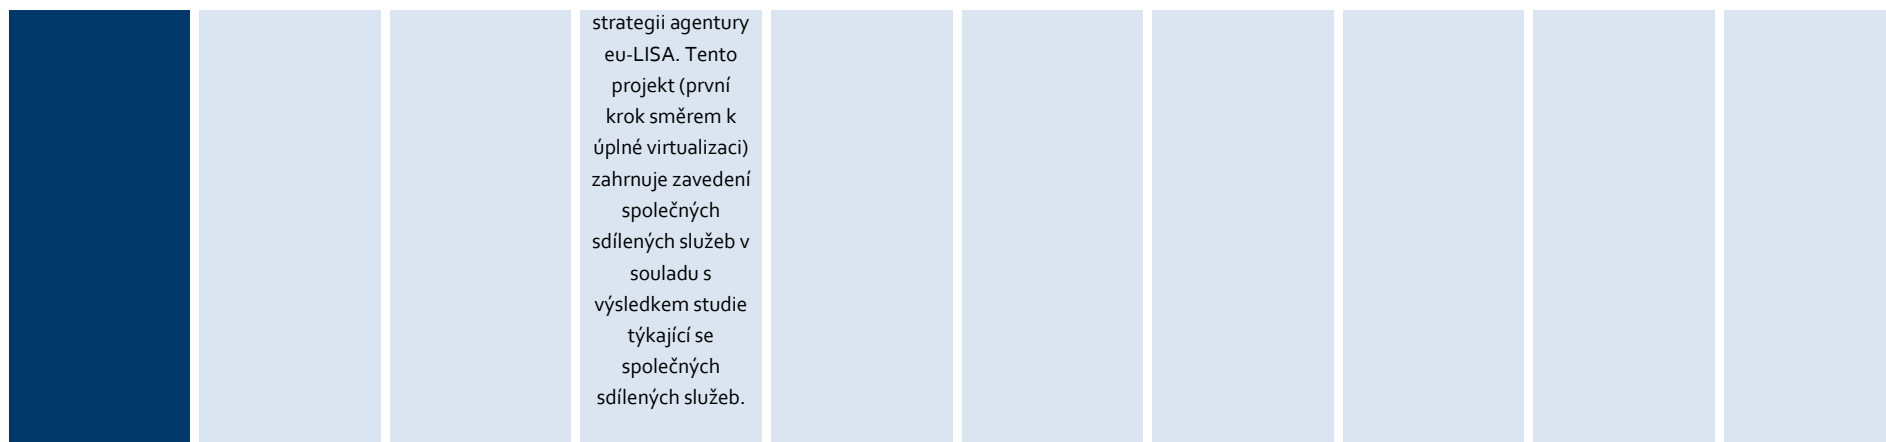 strategii agentury
eu-LISA. Tento
projekt (první
krok směrem k
úplné virtualizaci)
zahrnuje zavedení
společných
sdílených služeb v
souladu s
výsledkem studie
týkající se
společných
sdílených služeb.